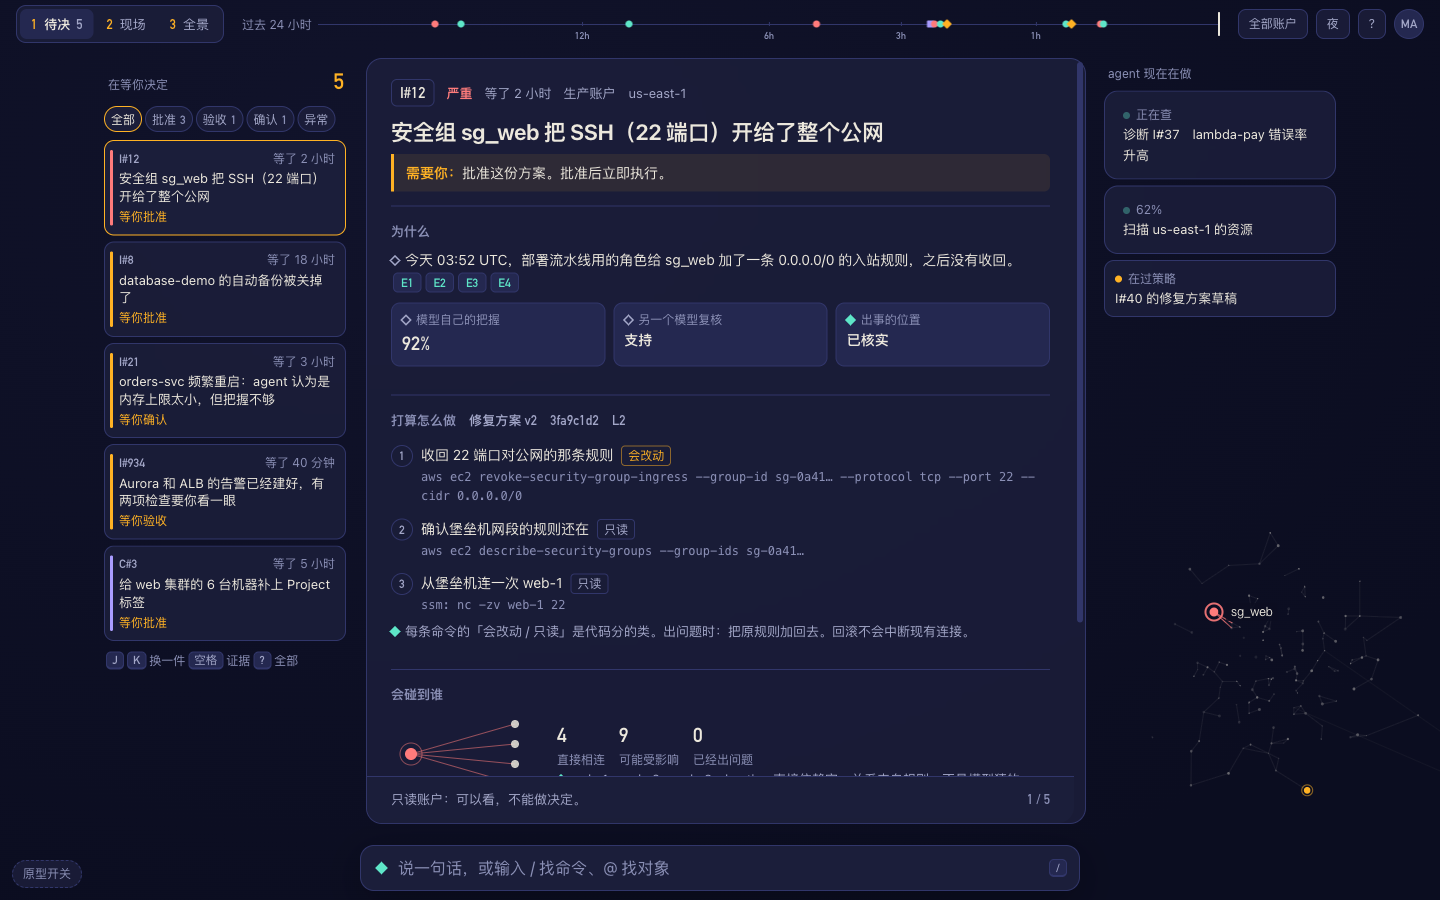 1 待决 5 2 现场 3 全景
过去 24 小时
12h 6h 3h 1h
全部账户 夜 ? MA
在等你决定 5
全部 批准 3 验收 1 确认 1 异常
I#12 等了 2 小时
安全组 sg_web 把 SSH（22 端口）
开给了整个公网
等你批准
I#8 等了 18 小时
database-demo 的自动备份被关掉
了
等你批准
I#21 等了 3 小时
orders-svc 频繁重启：agent 认为是
内存上限太小，但把握不够
等你确认
I#934 等了 40 分钟
Aurora 和 ALB 的告警已经建好，有
两项检查要你看一眼
等你验收
C#3 等了 5 小时
给 web 集群的 6 台机器补上 Project
标签
等你批准
J K 换一件 空格 证据 ? 全部
I#12 严重 等了 2 小时 生产账户 us-east-1
安全组 sg_web 把 SSH（22 端口）开给了整个公网
需要你：批准这份方案。批准后立即执行。
为什么
今天 03:52 UTC，部署流水线用的角色给 sg_web 加了一条 0.0.0.0/0 的入站规则，之后没有收回。
E1 E2 E3 E4
模型自己的把握
92%
另一个模型复核
支持
出事的位置
已核实
打算怎么做 修复方案 v2 3fa9c1d2 L2
1 收回 22 端口对公网的那条规则 会改动
aws ec2 revoke-security-group-ingress --group-id sg-0a41… --protocol tcp --port 22 --
cidr 0.0.0.0/0
2 确认堡垒机网段的规则还在 只读
aws ec2 describe-security-groups --group-ids sg-0a41…
3 从堡垒机连一次 web-1 只读
ssm: nc -zv web-1 22
每条命令的「会改动 / 只读」是代码分的类。出问题时：把原规则加回去。回滚不会中断现有连接。
会碰到谁
4 9 0
直接相连 可能受影响 已经出问题
只读账户：可以看，不能做决定。 1 / 5
agent 现在在做
正在查
诊断 I#37 lambda-pay 错误率
升高
62%
扫描 us-east-1 的资源
在过策略
I#40 的修复方案草稿
sg_web
原型开关
说一句话，或输入 / 找命令、@ 找对象 /